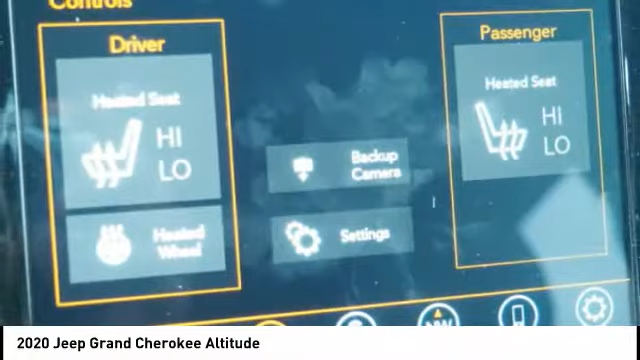 Controls
Driver
Heated Seat
HI
LO
Heated
Wheel
Backup
Camera
Settings
Passenger
Heated Seat
HI
LO
NW
2020 Jeep Grand Cherokee Altitude